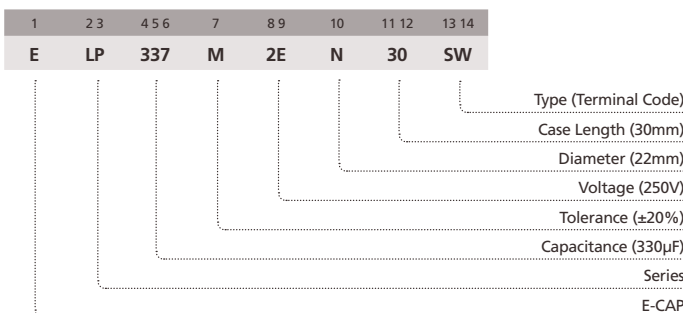 1 2 3 4 5 6 7 8 9 10 11 12 13 14
E LP 337 M 2E N 30 SW
Type (Terminal Code)
Case Length (30mm)
Diameter (22mm)
Voltage (250V)
Tolerance (±20%)
Capacitance (330µF)
Series
E-CAP